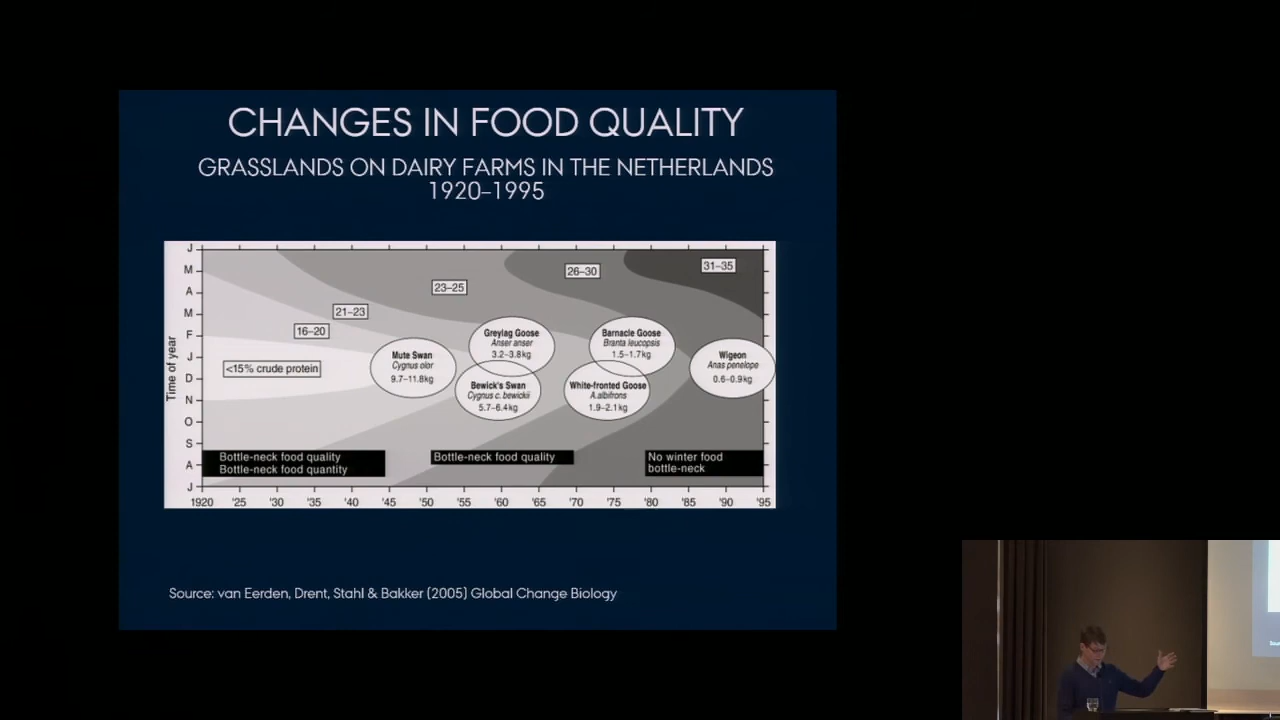 CHANGES IN FOOD QUALITY
GRASSLANDS ON DAIRY FARMS IN THE NETHERLANDS
1920–1995
Time of year
J
M
A
M
F
J
D
N
O
S
A
J
31–35
26–30
23–25
21–23
16–20
<15% crude protein
Mute Swan
Cygnus olor
9.7–11.8kg
Greylag Goose
Anser anser
3.2–3.8kg
Bewick's Swan
Cygnus c. bewickii
5.7–6.4kg
Barnacle Goose
Branta leucopsis
1.5–1.7kg
White-fronted Goose
A.albifrons
1.9–2.1kg
Wigeon
Anas penelope
0.6–0.9kg
Bottle-neck food quality
Bottle-neck food quantity
Bottle-neck food quality
No winter food
bottle-neck
1920 '25 '30 '35 '40 '45 '50 '55 '60 '65 '70 '75 '80 '85 '90 '95
Source: van Eerden, Drent, Stahl & Bakker (2005) Global Change Biology